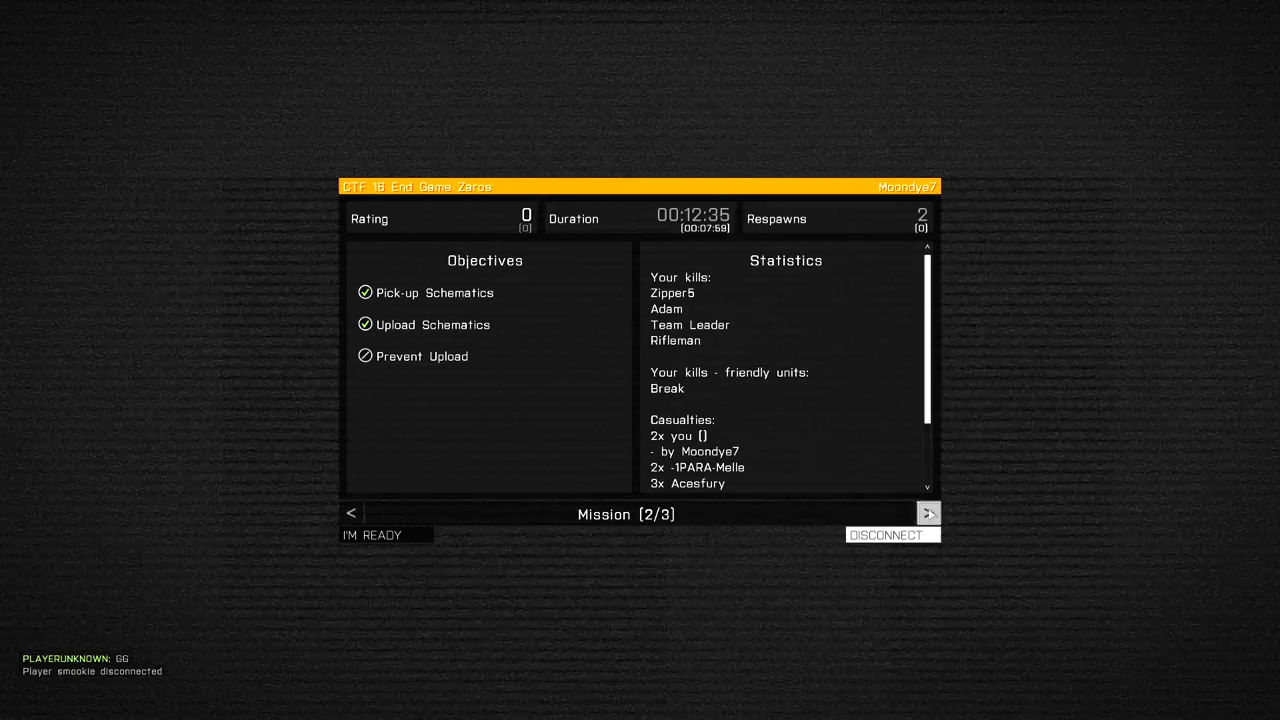 CTF 16 End Game Zaros Moondye7
Rating 0 (0) Duration 00:12:35 (00:07:59) Respawns 2 (0)
Objectives
Pick-up Schematics
Upload Schematics
Prevent Upload
Statistics
Your kills:
Zipper5
Adam
Team Leader
Rifleman
Your kills - friendly units:
Break
Casualties:
2x you ()
- by Moondye7
2x -1PARA-Melle
3x Acesfury
< Mission (2/3) >
I'M READY DISCONNECT
PLAYERUNKNOWN: GG
Player smookie disconnected